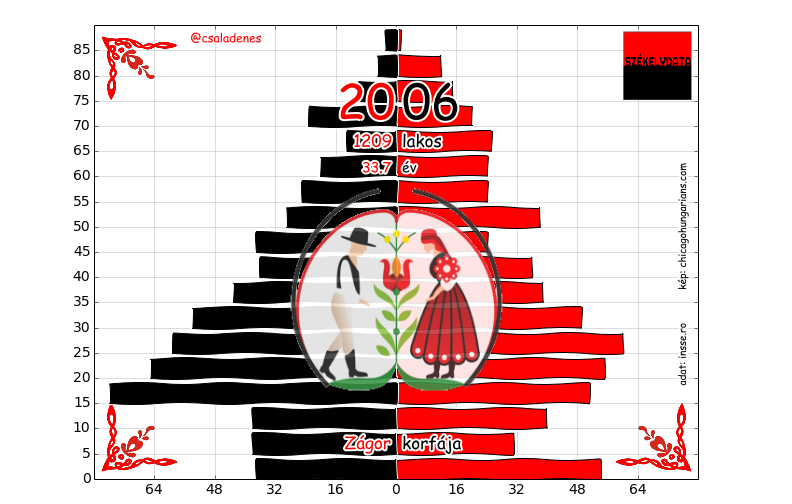 @csaladenes
SZÉKELYDATA
2006
1209 lakos
33.7 év
Zágor korfája
kép: chicagohungarians.com
adat: insse.ro
85
80
75
70
65
60
55
50
45
40
35
30
25
20
15
10
5
0
64 48 32 16 0 16 32 48 64